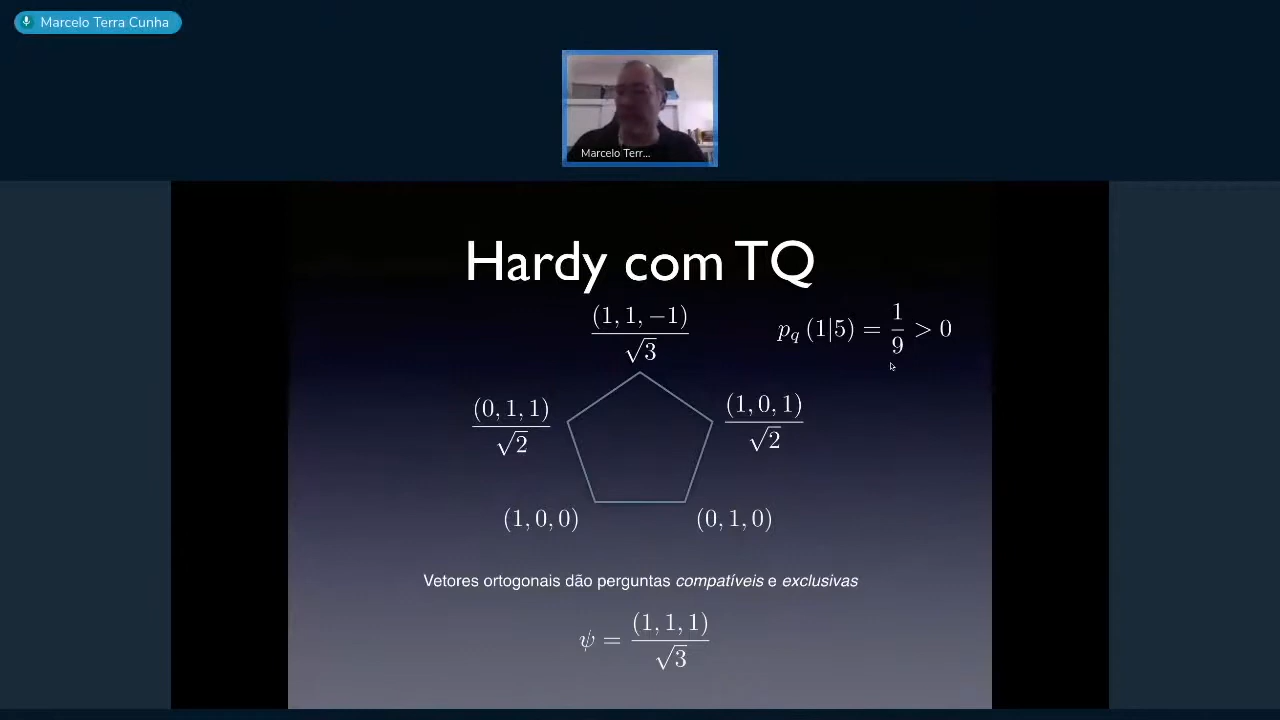 Marcelo Terra Cunha
Marcelo Terr...
Hardy com TQ
(1, 1, −1)
√3
p_q (1|5) = 1/9 > 0
(0, 1, 1)
√2
(1, 0, 1)
√2
(1, 0, 0)
(0, 1, 0)
Vetores ortogonais dão perguntas compatíveis e exclusivas
ψ = (1, 1, 1)/√3